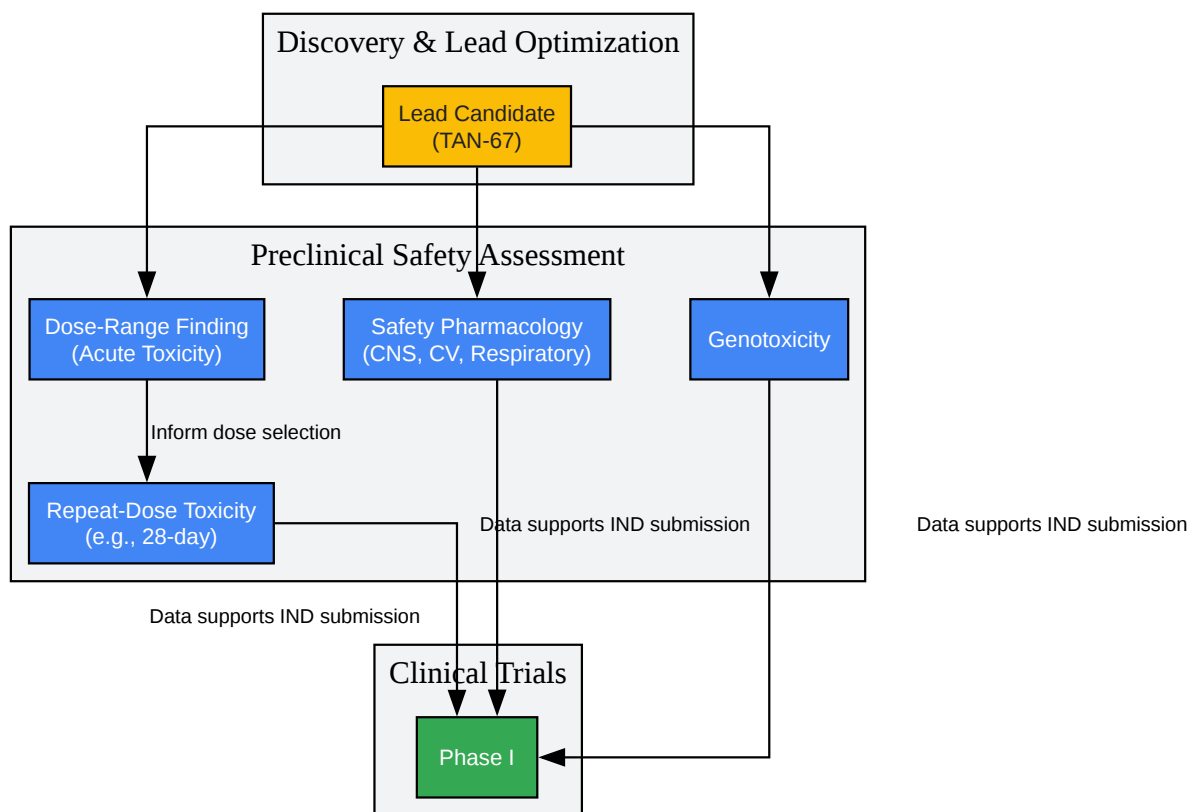 Discovery & Lead Optimization
Lead Candidate
(TAN-67)
Preclinical Safety Assessment
Dose-Range Finding
(Acute Toxicity)
Safety Pharmacology
(CNS, CV, Respiratory)
Genotoxicity
Inform dose selection
Repeat-Dose Toxicity
(e.g., 28-day)
Data supports IND submission
Data supports IND submission
Data supports IND submission
Clinical Trials
Phase I